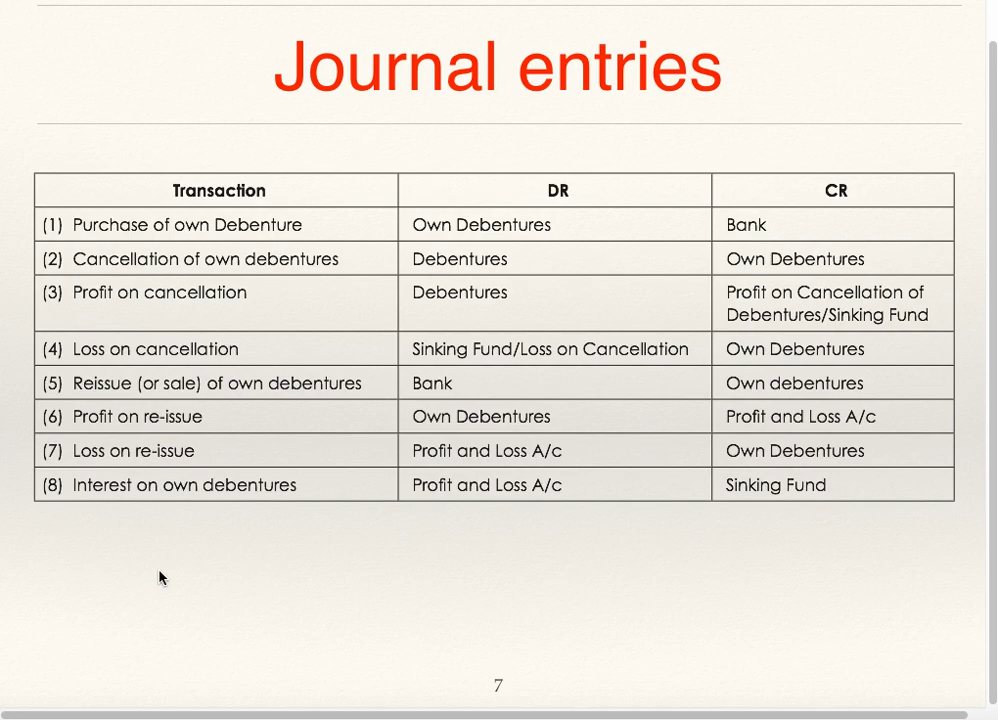 Journal entries
Transaction DR CR
(1) Purchase of own Debenture Own Debentures Bank
(2) Cancellation of own debentures Debentures Own Debentures
(3) Profit on cancellation Debentures Profit on Cancellation of
Debentures/Sinking Fund
(4) Loss on cancellation Sinking Fund/Loss on Cancellation Own Debentures
(5) Reissue (or sale) of own debentures Bank Own debentures
(6) Profit on re-issue Own Debentures Profit and Loss A/c
(7) Loss on re-issue Profit and Loss A/c Own Debentures
(8) Interest on own debentures Profit and Loss A/c Sinking Fund
7